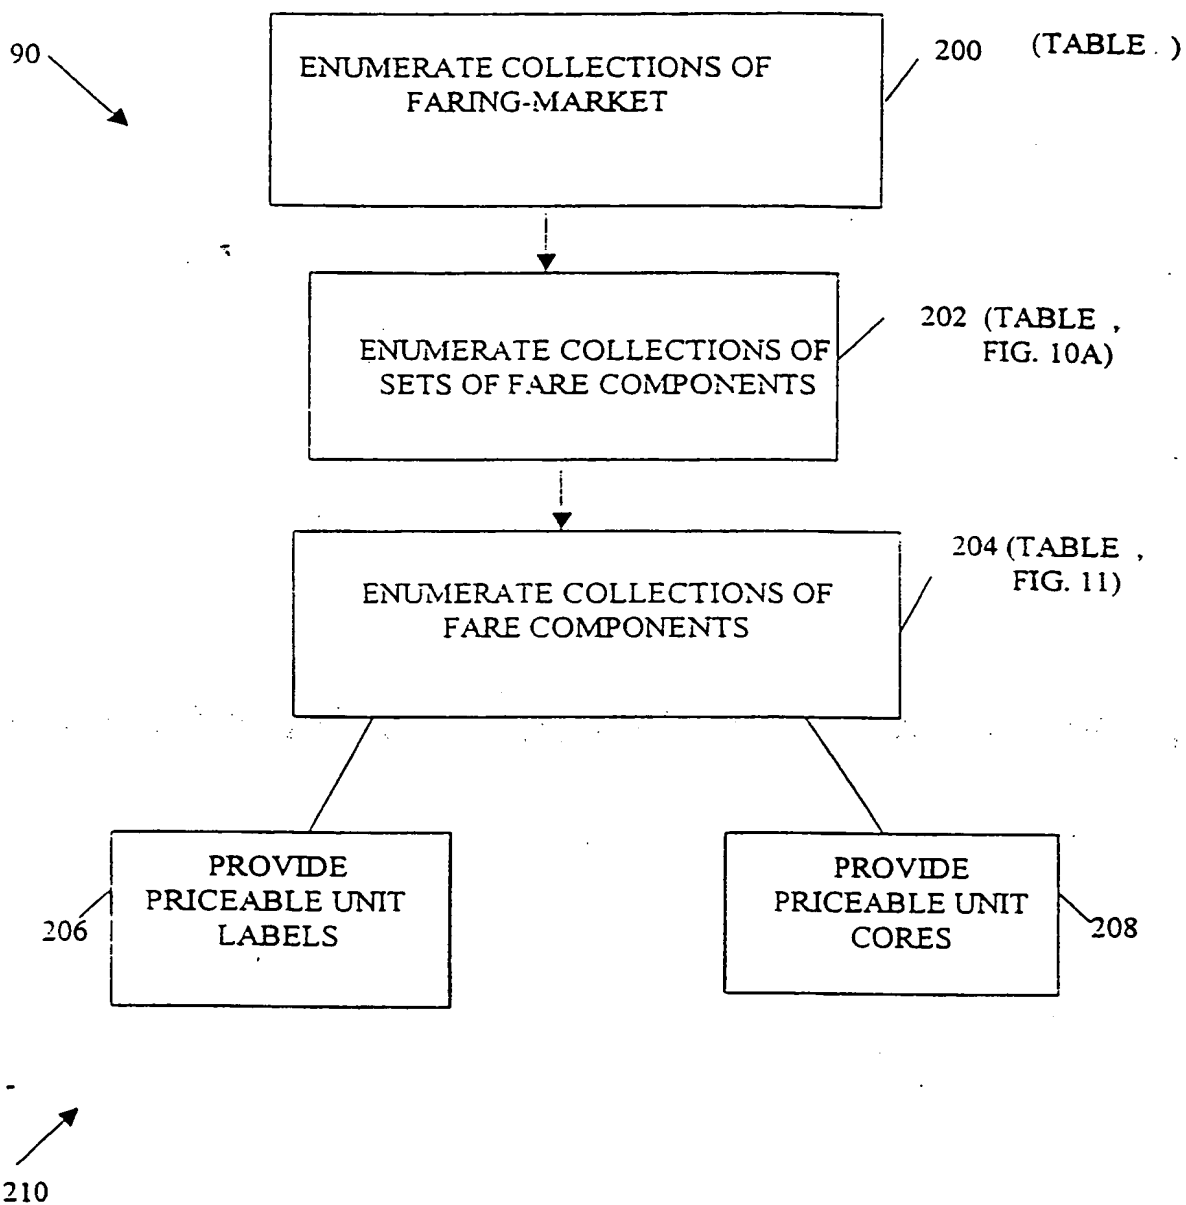 90
ENUMERATE COLLECTIONS OF
FARING-MARKET
200 (TABLE . )
ENUMERATE COLLECTIONS OF
SETS OF FARE COMPONENTS
202 (TABLE ,
FIG. 10A)
ENUMERATE COLLECTIONS OF
FARE COMPONENTS
204 (TABLE ,
FIG. 11)
PROVIDE
PRICEABLE UNIT
LABELS
206
PROVIDE
PRICEABLE UNIT
CORES
208
210